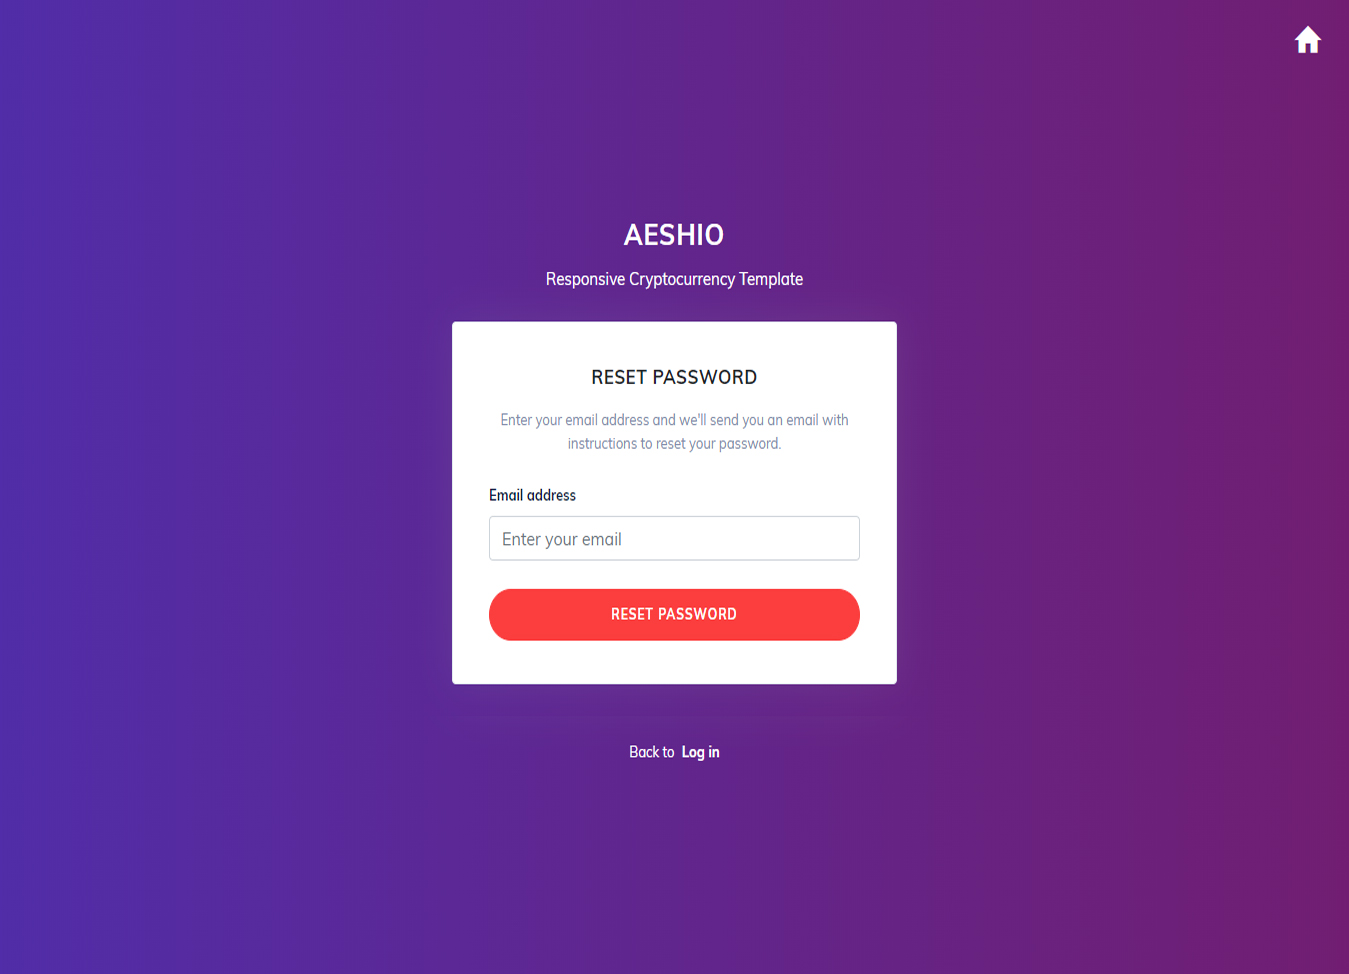 AESHIO
Responsive Cryptocurrency Template
RESET PASSWORD
Enter your email address and we'll send you an email with
instructions to reset your password.
Email address
Enter your email
RESET PASSWORD
Back to Log in